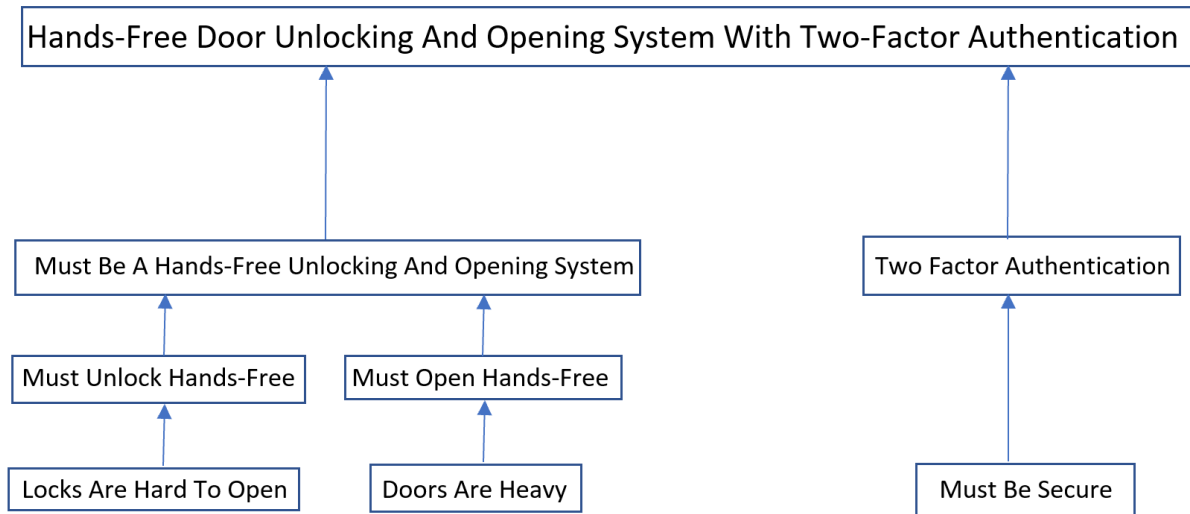 Hands-Free Door Unlocking And Opening System With Two-Factor Authentication
Must Be A Hands-Free Unlocking And Opening System
Two Factor Authentication
Must Unlock Hands-Free
Must Open Hands-Free
Locks Are Hard To Open
Doors Are Heavy
Must Be Secure